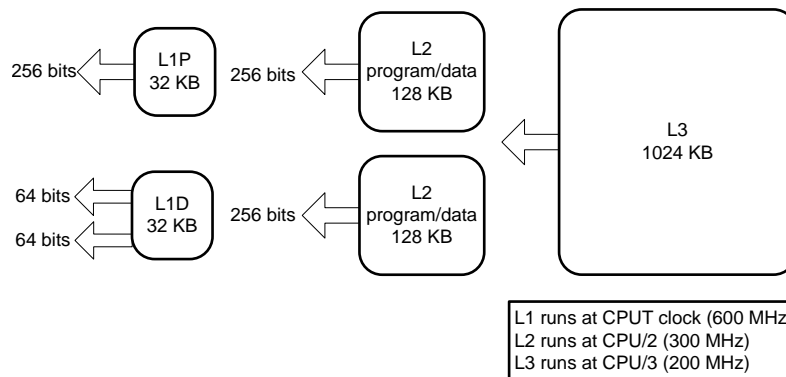 L1P
32 KB
256 bits
L2
program/data
128 KB
256 bits
L3
1024 KB
L1D
32 KB
64 bits
64 bits
L2
program/data
128 KB
256 bits
L1 runs at CPUT clock (600 MHz
L2 runs at CPU/2 (300 MHz)
L3 runs at CPU/3 (200 MHz)